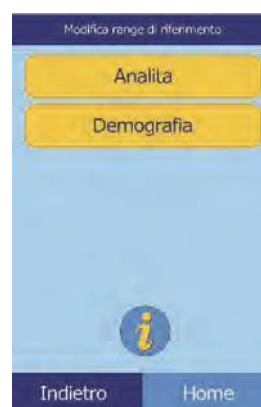 Modifica range di riferimento
Analita
Demografia
i
Indietro
Home